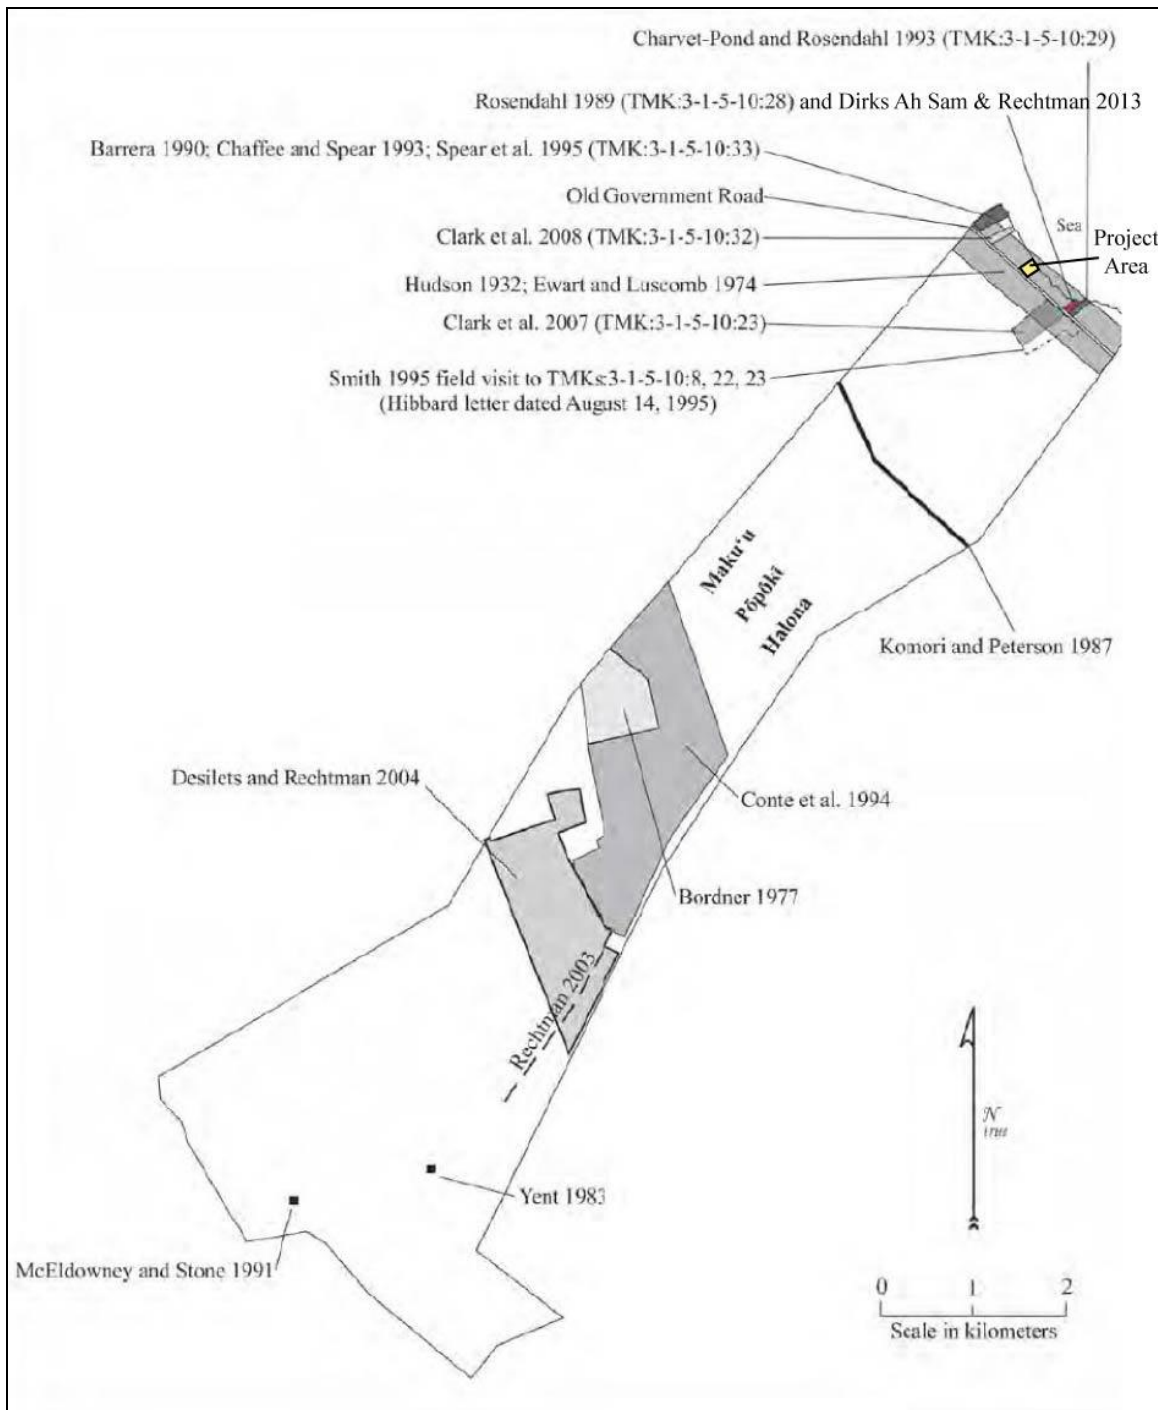 Charvet-Pond and Rosendahl 1993 (TMK:3-1-5-10:29)
Rosendahl 1989 (TMK:3-1-5-10:28) and Dirks Ah Sam & Rechtman 2013
Barrera 1990; Chaffee and Spear 1993; Spear et al. 1995 (TMK:3-1-5-10:33)
Old Government Road
Sea
Clark et al. 2008 (TMK:3-1-5-10:32)
Project
Area
Hudson 1932; Ewart and Luscomb 1974
Clark et al. 2007 (TMK:3-1-5-10:23)
Smith 1995 field visit to TMKs:3-1-5-10:8, 22, 23
(Hibbard letter dated August 14, 1995)
Maku‘u
Pōpōkī
Halona
Komori and Peterson 1987
Desilets and Rechtman 2004
Conte et al. 1994
Bordner 1977
Rechtman 2003
Yent 1983
McEldowney and Stone 1991
N
0 1 2
Scale in kilometers